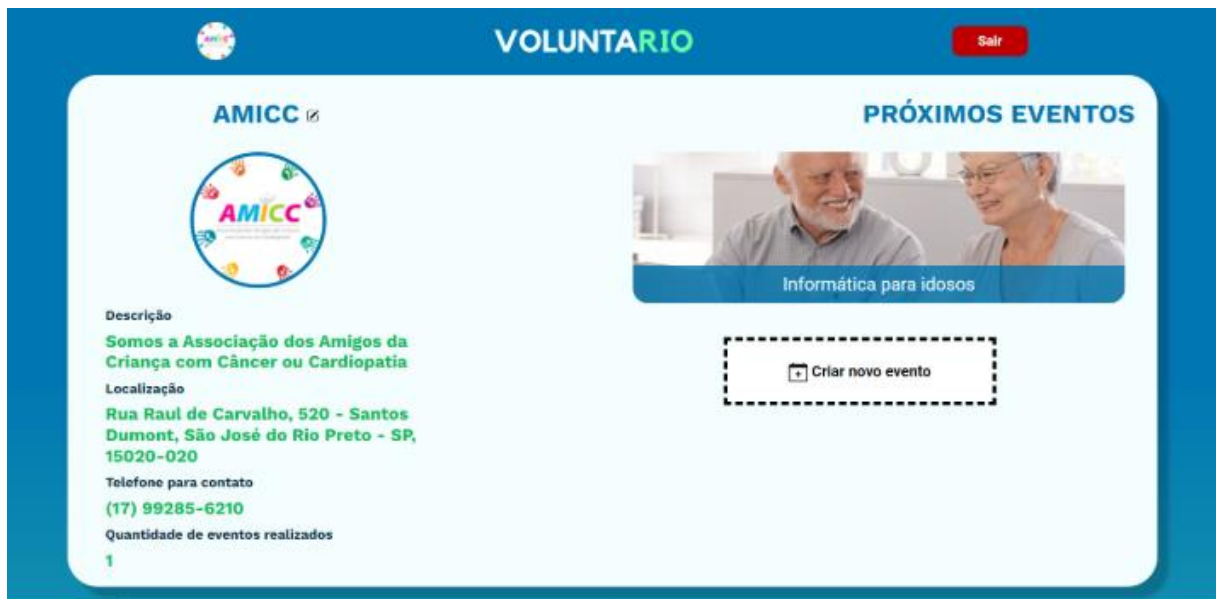 VOLUNTARIO
Sair
AMICC
PRÓXIMOS EVENTOS
AMICC
Informática para idosos
Descrição
Somos a Associação dos Amigos da
Criança com Câncer ou Cardiopatia
Criar novo evento
Localização
Rua Raul de Carvalho, 520 - Santos
Dumont, São José do Rio Preto - SP,
15020-020
Telefone para contato
(17) 99285-6210
Quantidade de eventos realizados
1